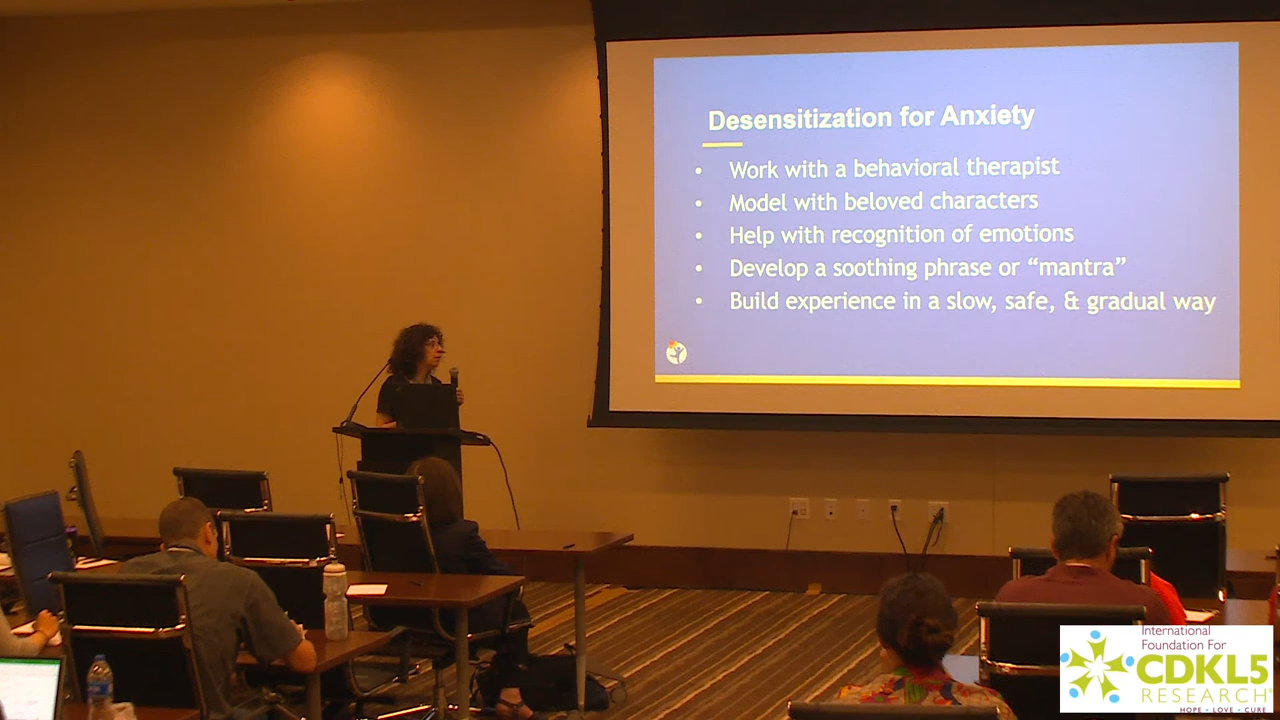 Desensitization for Anxiety
• Work with a behavioral therapist
• Model with beloved characters
• Help with recognition of emotions
• Develop a soothing phrase or “mantra”
• Build experience in a slow, safe, & gradual way
International
Foundation For
CDKL5
RESEARCH
HOPE • LOVE • CURE